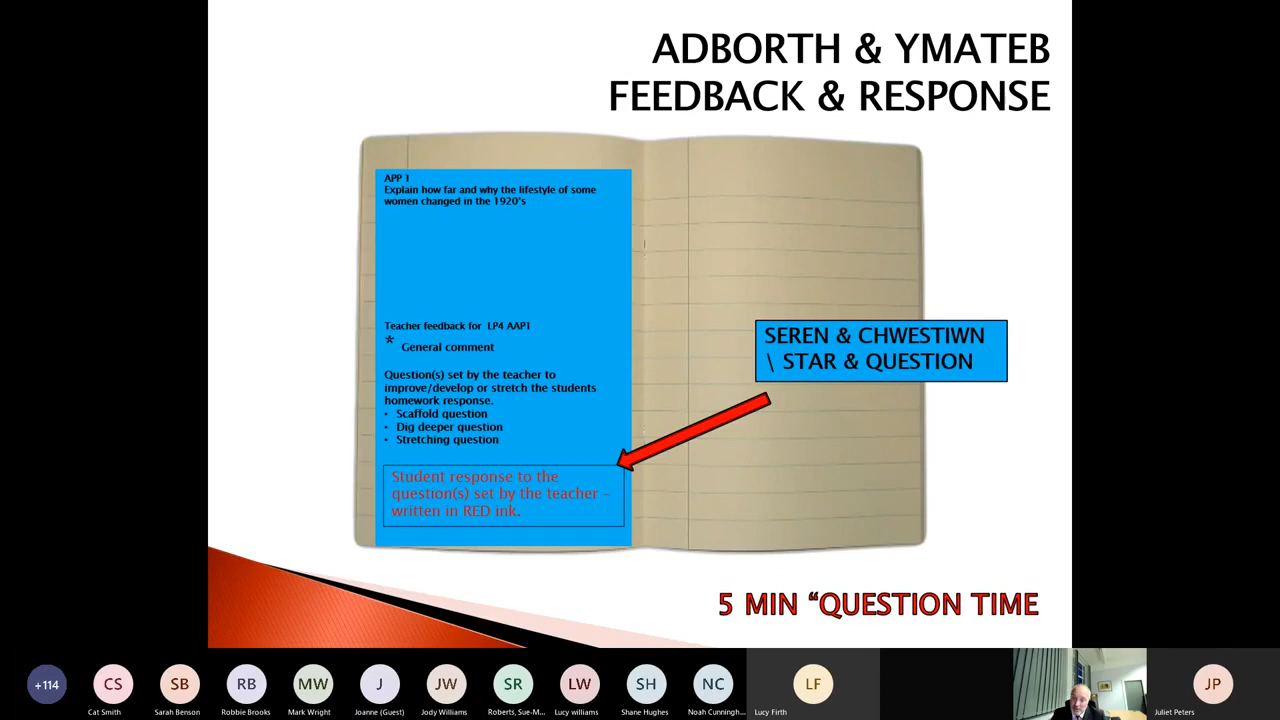 ADBORTH & YMATEB
FEEDBACK & RESPONSE
APP 1
Explain how far and why the lifestyle of some
women changed in the 1920's
Teacher feedback for LP4 AAP1
* General comment
Question(s) set by the teacher to
improve/develop or stretch the students
homework response.
• Scaffold question
• Dig deeper question
• Stretching question
Student response to the
question(s) set by the teacher –
written in RED ink.
SEREN & CHWESTIWN
\ STAR & QUESTION
5 MIN “QUESTION TIME
+114
CS
SB
RB
MW
J
JW
SR
LW
SH
NC
LF
JP
Cat Smith
Sarah Benson
Robbie Brooks
Mark Wright
Joanne (Guest)
Jody Williams
Roberts, Sue-M...
Lucy williams
Shane Hughes
Noah Cunningh...
Lucy Firth
Juliet Peters